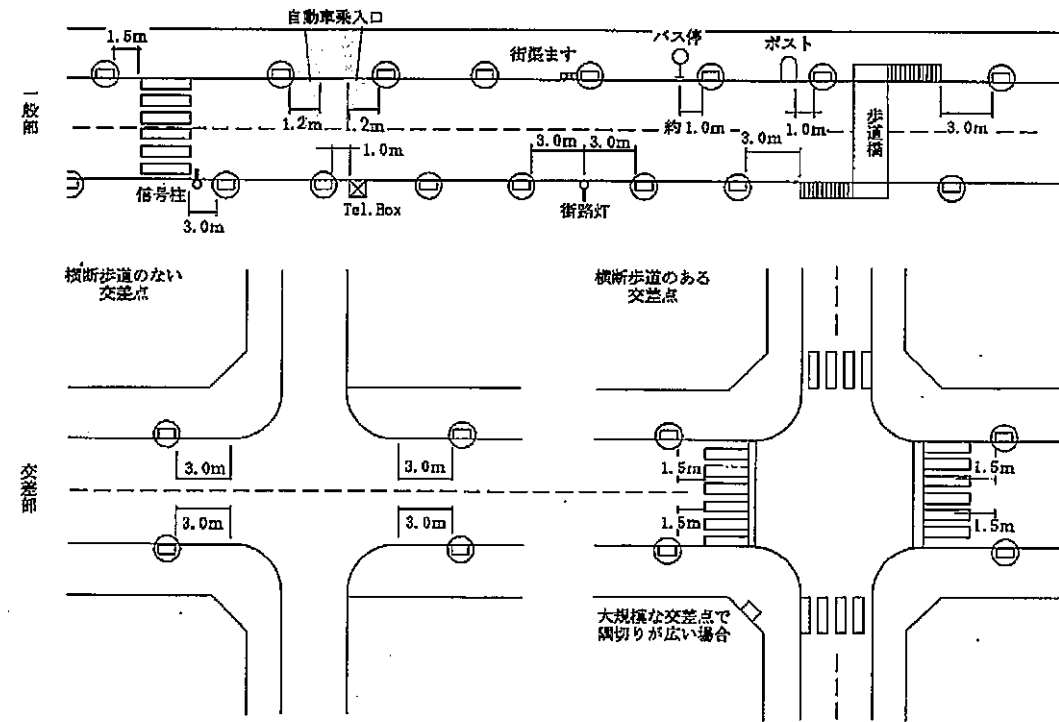 自動車乗入口
1.5m
街渠ます
バス停
ポスト
一般部
1.2m
1.2m
約1.0m
1.0m
3.0m
歩道橋
1.0m
3.0m
3.0m
3.0m
信号柱
3.0m
Tel.Box
街路灯
横断歩道のない
交差点
横断歩道のある
交差点
交差部
3.0m
3.0m
3.0m
3.0m
1.5m
1.5m
1.5m
1.5m
大規模な交差点で
隅切りが広い場合